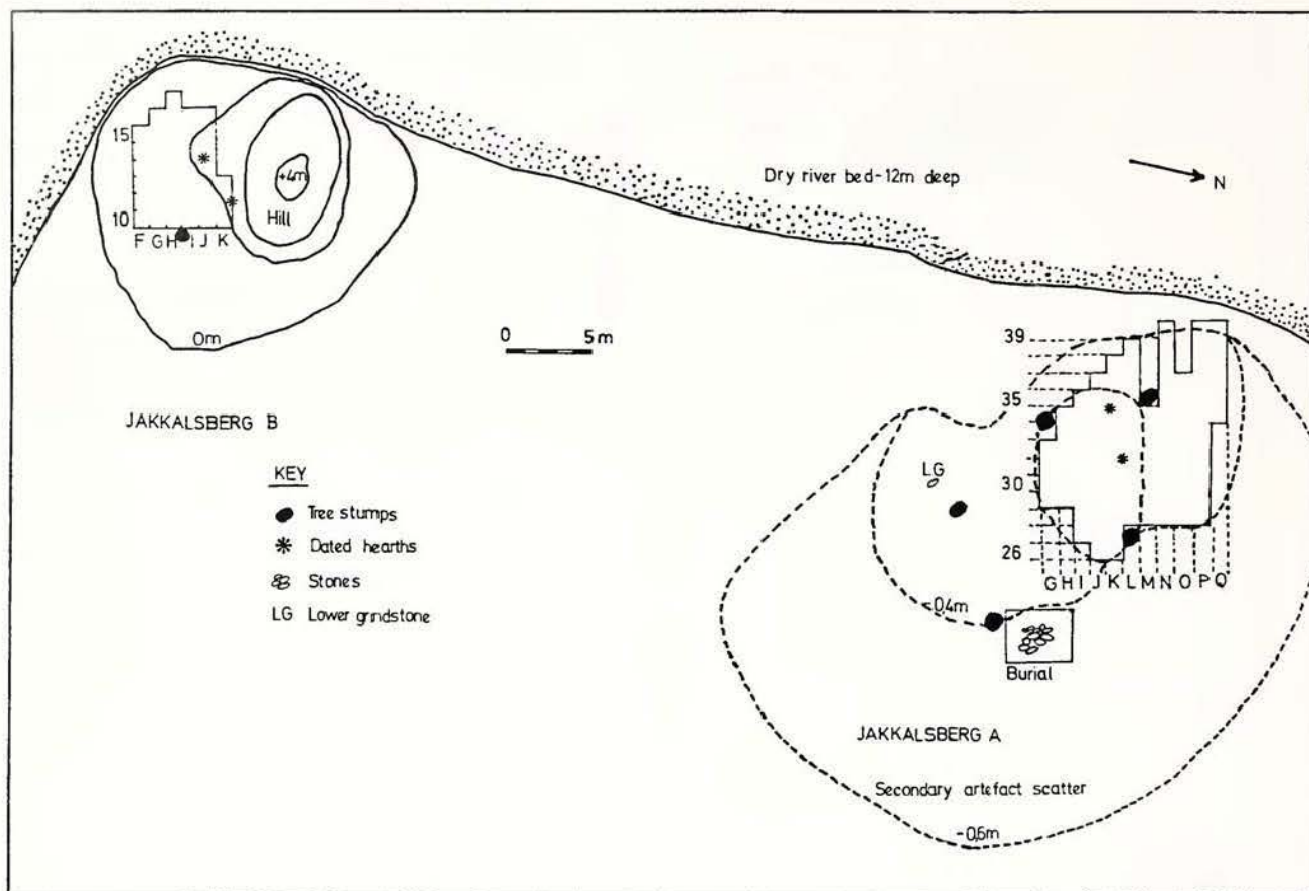 Dry river bed-12m deep
N
15
10
F G H I J K
+4m
Hill
0m
0 5m
JAKKALSBERG B
KEY
Tree stumps
Dated hearths
Stones
LG Lower grindstone
39
35
30
26
G H I J K L M N O P Q
LG
-0,4m
Burial
JAKKALSBERG A
Secondary artefact scatter
-0,6m